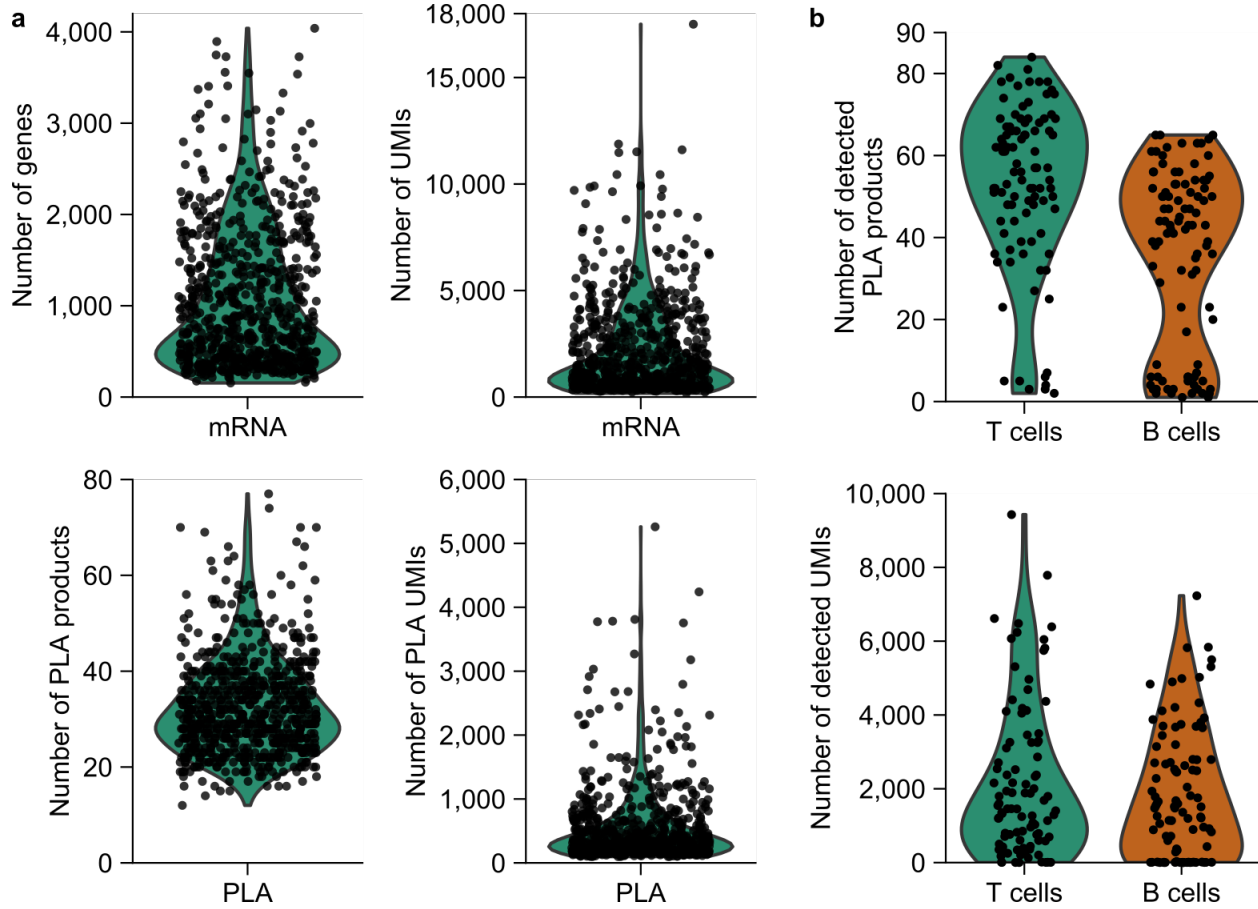 a
Number of genes
4,000
3,000
2,000
1,000
0
mRNA
Number of UMIs
18,000
17,000
10,000
5,000
0
mRNA
b
Number of detected
PLA products
90
80
60
40
20
0
T cells
B cells
Number of PLA products
80
60
40
20
0
PLA
Number of PLA UMIs
6,000
5,000
4,000
3,000
2,000
1,000
0
PLA
Number of detected UMIs
10,000
8,000
6,000
4,000
2,000
0
T cells
B cells